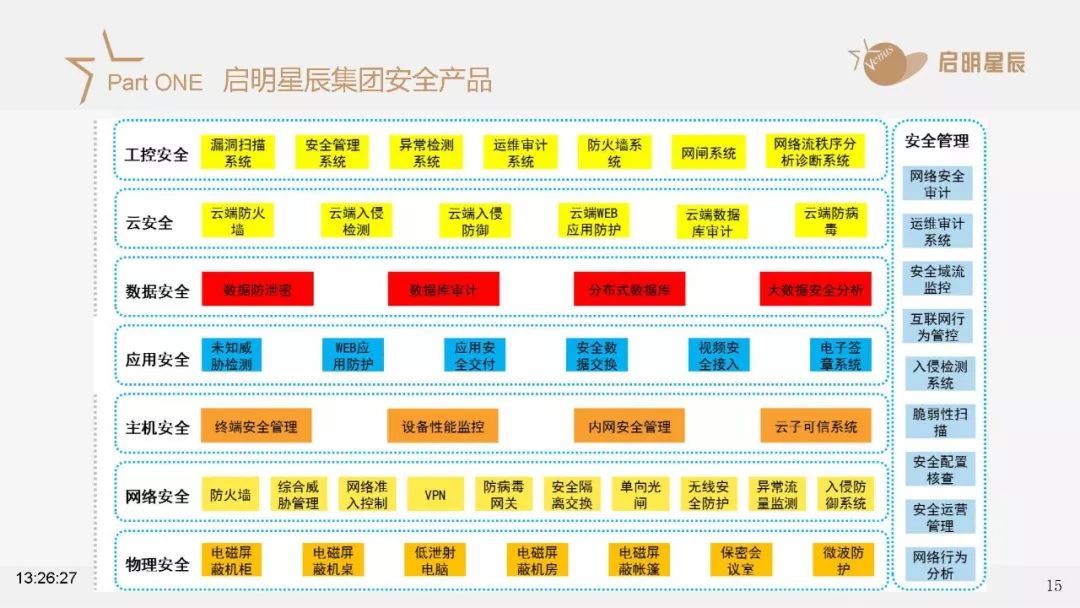 Part ONE 启明星辰集团安全产品
Venus
启明星辰
工控安全
漏洞扫描
系统
安全管理
系统
异常检测
系统
运维审计
系统
防火墙系
统
网闸系统
网络流秩序分
析诊断系统
云安全
云端防火
墙
云端入侵
检测
云端入侵
防御
云端WEB
应用防护
云端数据
库审计
云端防病
毒
数据安全
数据防泄密
数据库审计
分布式数据库
大数据安全分析
应用安全
未知威
胁检测
WEB应
用防护
应用安
全交付
安全数
据交换
视频安
全接入
电子签
章系统
主机安全
终端安全管理
设备性能监控
内网安全管理
云子可信系统
网络安全
防火墙
综合威
胁管理
网络准
入控制
VPN
防病毒
网关
安全隔
离交换
单向光
闸
无线安
全防护
异常流
量监测
入侵防
御系统
物理安全
电磁屏
蔽机柜
电磁屏
蔽机桌
低泄射
电脑
电磁屏
蔽机房
电磁屏
蔽帐篷
保密会
议室
微波防
护
安全管理
网络安全
审计
运维审计
系统
安全域流
监控
互联网行
为管控
入侵检测
系统
脆弱性扫
描
安全配置
核查
安全运营
管理
网络行为
分析
13:26:27
15